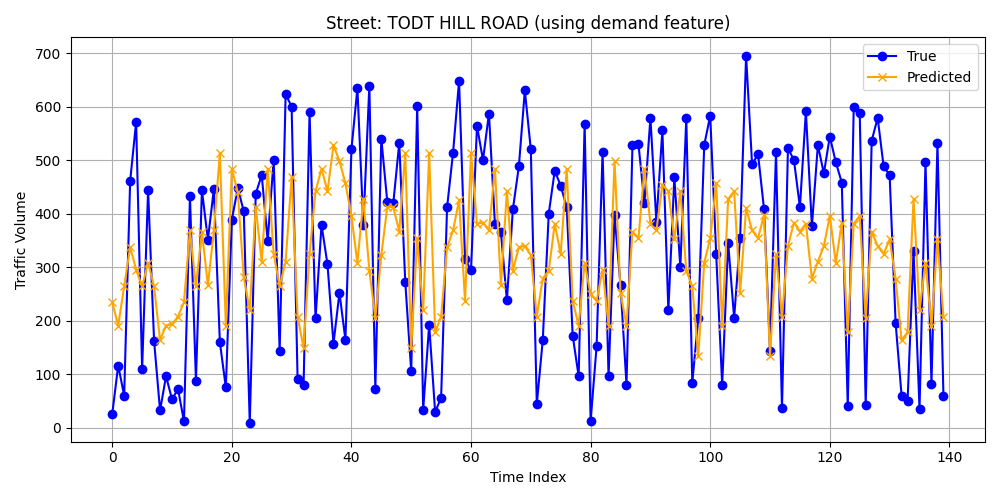 Street: TODT HILL ROAD (using demand feature)
True
Predicted
Traffic Volume
700
600
500
400
300
200
100
0
0 20 40 60 80 100 120 140
Time Index